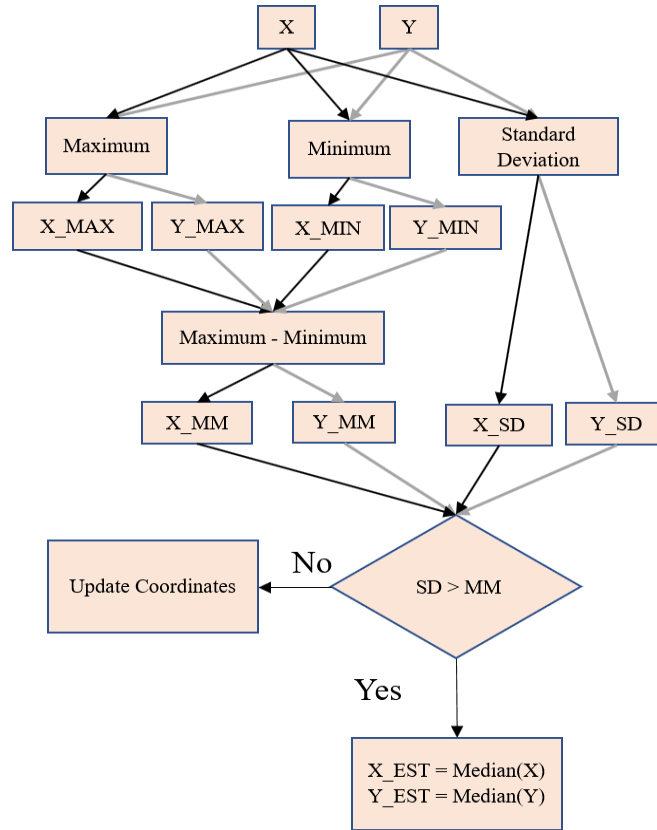 X
Y
Maximum
Minimum
Standard
Deviation
X_MAX
Y_MAX
X_MIN
Y_MIN
Maximum - Minimum
X_MM
Y_MM
X_SD
Y_SD
No
Update Coordinates
SD > MM
Yes
X_EST = Median(X)
Y_EST = Median(Y)